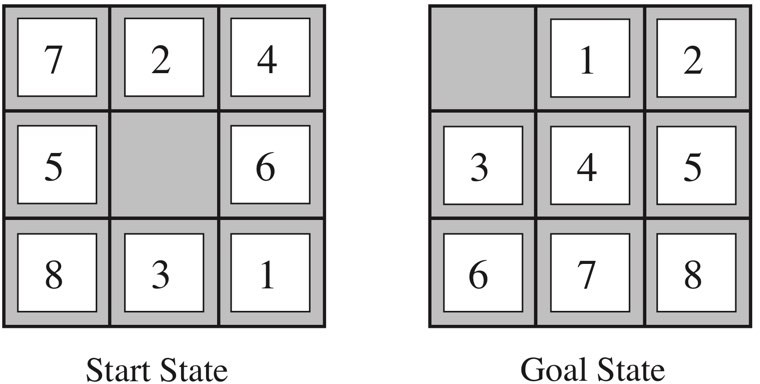 7 2 4
5 6
8 3 1
Start State
1 2
3 4 5
6 7 8
Goal State